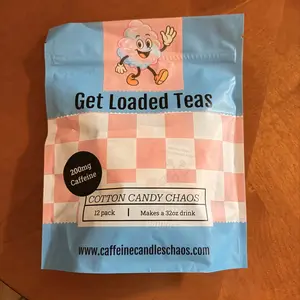 Get Loaded Teas
200mg
Caffeine
COTTON CANDY CHAOS
12 pack | Makes a 32oz drink
www.caffeinecandleschaos.com